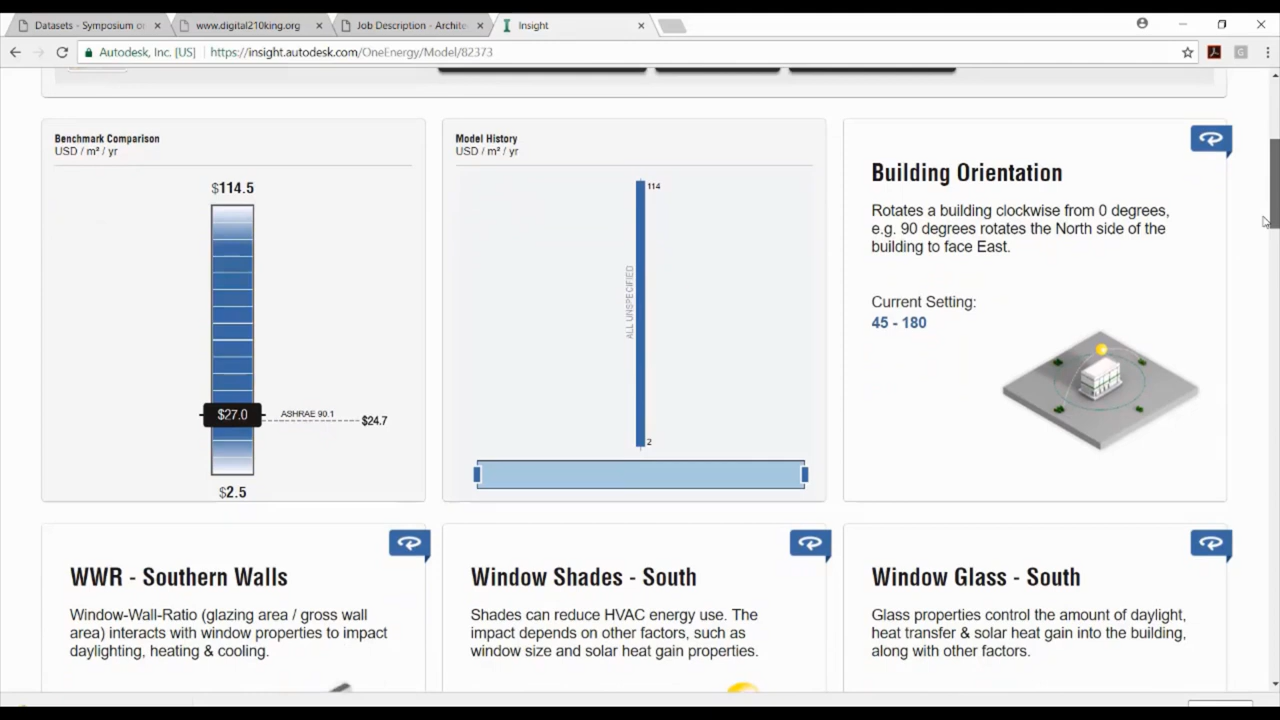 Datasets - Symposium o
www.digital210king.org
Job Description - Archite
Insight
Autodesk, Inc. [US]
https://insight.autodesk.com/OneEnergy/Model/82373
Benchmark Comparison
USD / m² / yr
$114.5
$27.0
ASHRAE 90.1
$24.7
$2.5
Model History
USD / m² / yr
114
ALL UNSPECIFIED
2
Building Orientation
Rotates a building clockwise from 0 degrees,
e.g. 90 degrees rotates the North side of the
building to face East.
Current Setting:
45 - 180
WWR - Southern Walls
Window-Wall-Ratio (glazing area / gross wall
area) interacts with window properties to impact
daylighting, heating & cooling.
Window Shades - South
Shades can reduce HVAC energy use. The
impact depends on other factors, such as
window size and solar heat gain properties.
Window Glass - South
Glass properties control the amount of daylight,
heat transfer & solar heat gain into the building,
along with other factors.